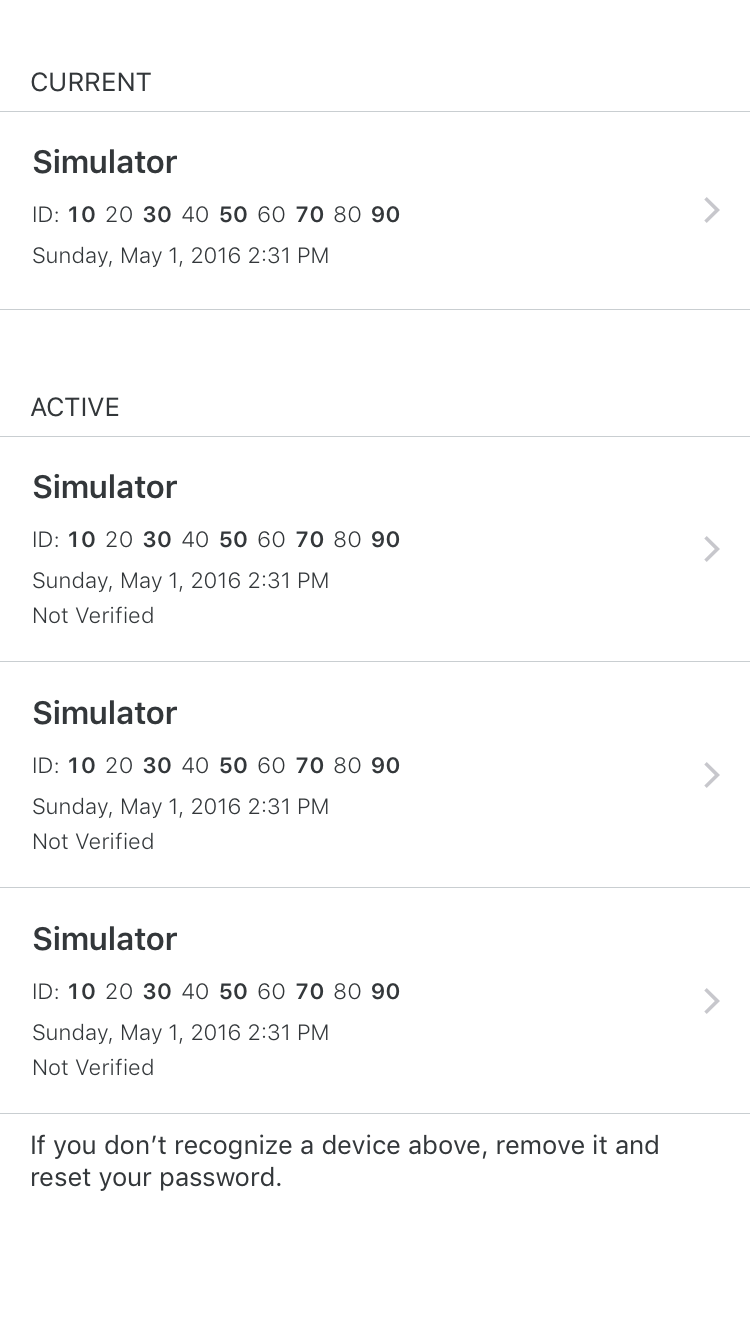 CURRENT
Simulator
ID: 10 20 30 40 50 60 70 80 90
Sunday, May 1, 2016 2:31 PM
ACTIVE
Simulator
ID: 10 20 30 40 50 60 70 80 90
Sunday, May 1, 2016 2:31 PM
Not Verified
Simulator
ID: 10 20 30 40 50 60 70 80 90
Sunday, May 1, 2016 2:31 PM
Not Verified
Simulator
ID: 10 20 30 40 50 60 70 80 90
Sunday, May 1, 2016 2:31 PM
Not Verified
If you don’t recognize a device above, remove it and
reset your password.